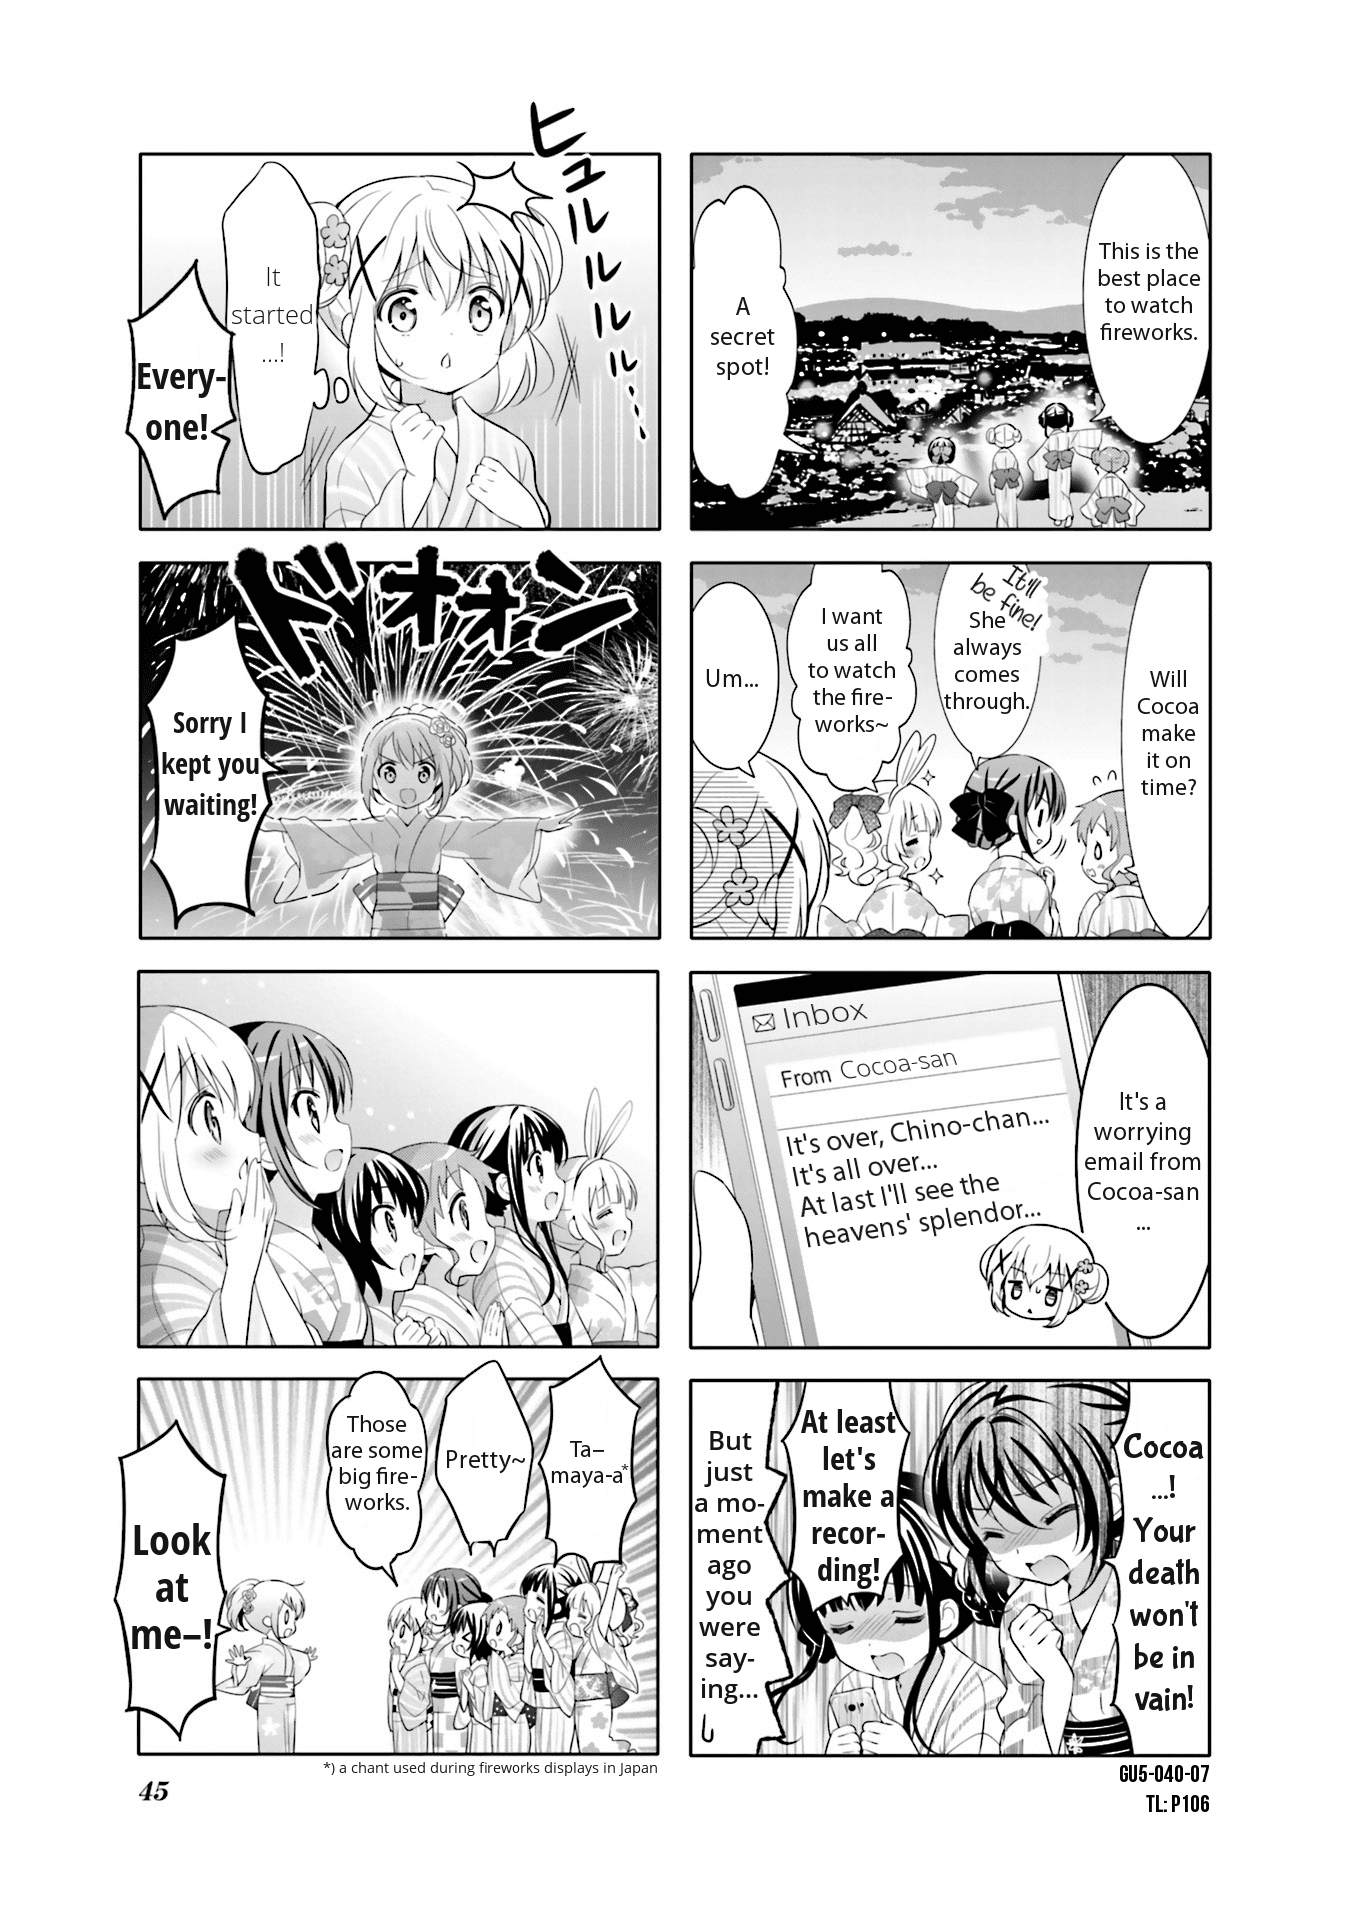 This is the
best place
to watch
fireworks.
A
secret
spot!
Will
Cocoa
make
it on
time?
It'll
be fine!
She
always
comes
through.
I want
us all
to watch
the fire-
works~
Um...
It's a
worrying
email from
Cocoa-san
...
Inbox
From Cocoa-san
It's over, Chino-chan...
It's all over...
At last I'll see the
heavens' splendor...
Cocoa
...!
Your
death
won't
be in
vain!
At least
let's
make a
recor-
ding!
But
just
a mo-
ment
ago
you
were
say-
ing...
ヒュルルルル...
It
started
...!
Every-
one!
ドオォン
Sorry I
kept you
waiting!
Ta–
maya-a*
Pretty~
Those
are some
big fire-
works.
Look
at
me–!
*) a chant used during fireworks displays in Japan
45
GU5-040-07
TL: P106